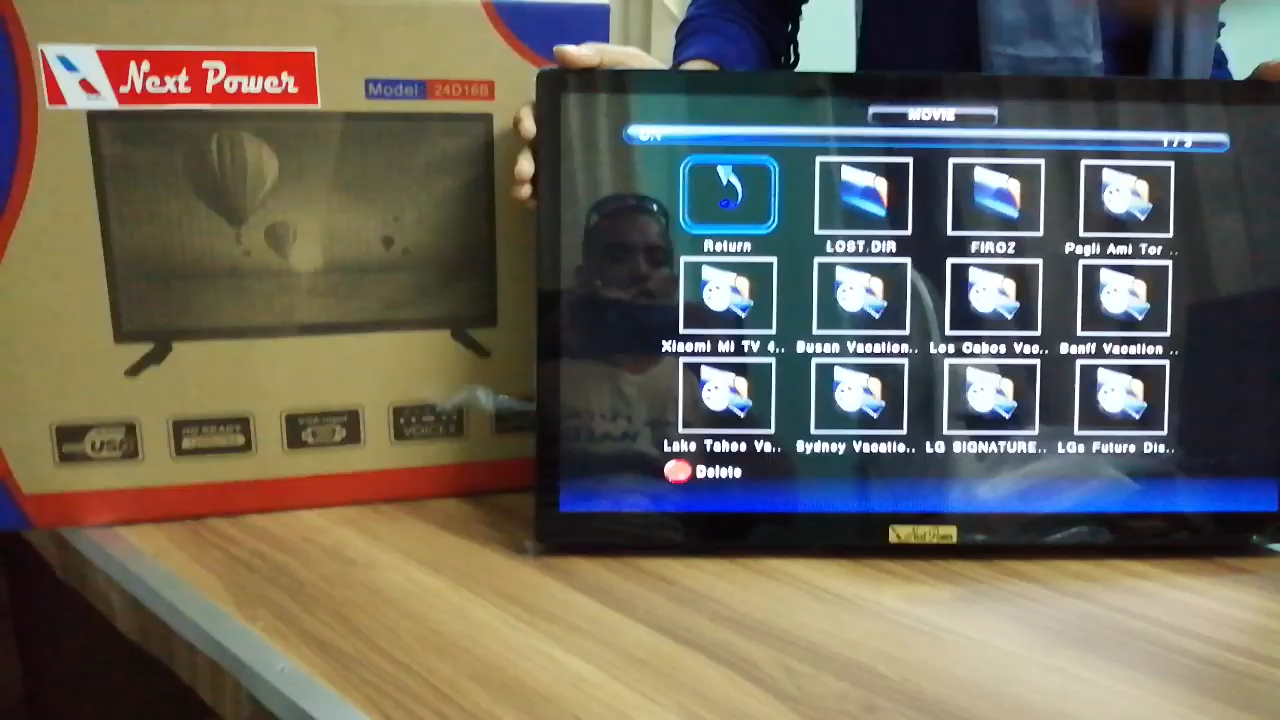 Next Power
Model: 24D16B
USB
HD READY
MOVIE
1 / 3
Return
LOST.DIR
FIROZ
Pagli Ami Tor ..
Xiaomi Mi TV 4..
Busan Vacation..
Los Cabos Vac..
Banff Vacation ..
Lake Tahoe Va..
Sydney Vacatio..
LG SIGNATURE..
LGs Future Dis..
Delete
Next Power